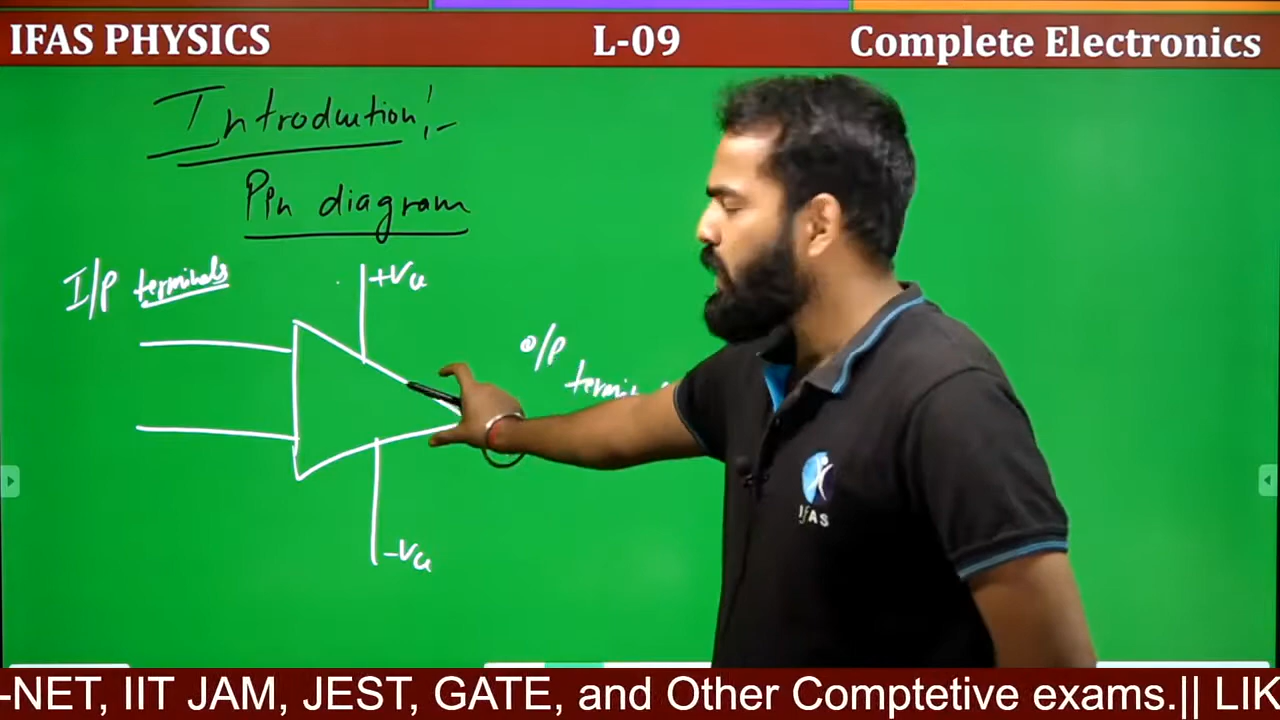 IFAS PHYSICS L-09 Complete Electronics
Introduction:-
Pin diagram
I/P terminals
+Vcc
O/P
-Vcc
IFAS
-NET, IIT JAM, JEST, GATE, and Other Comptetive exams.|| LIK